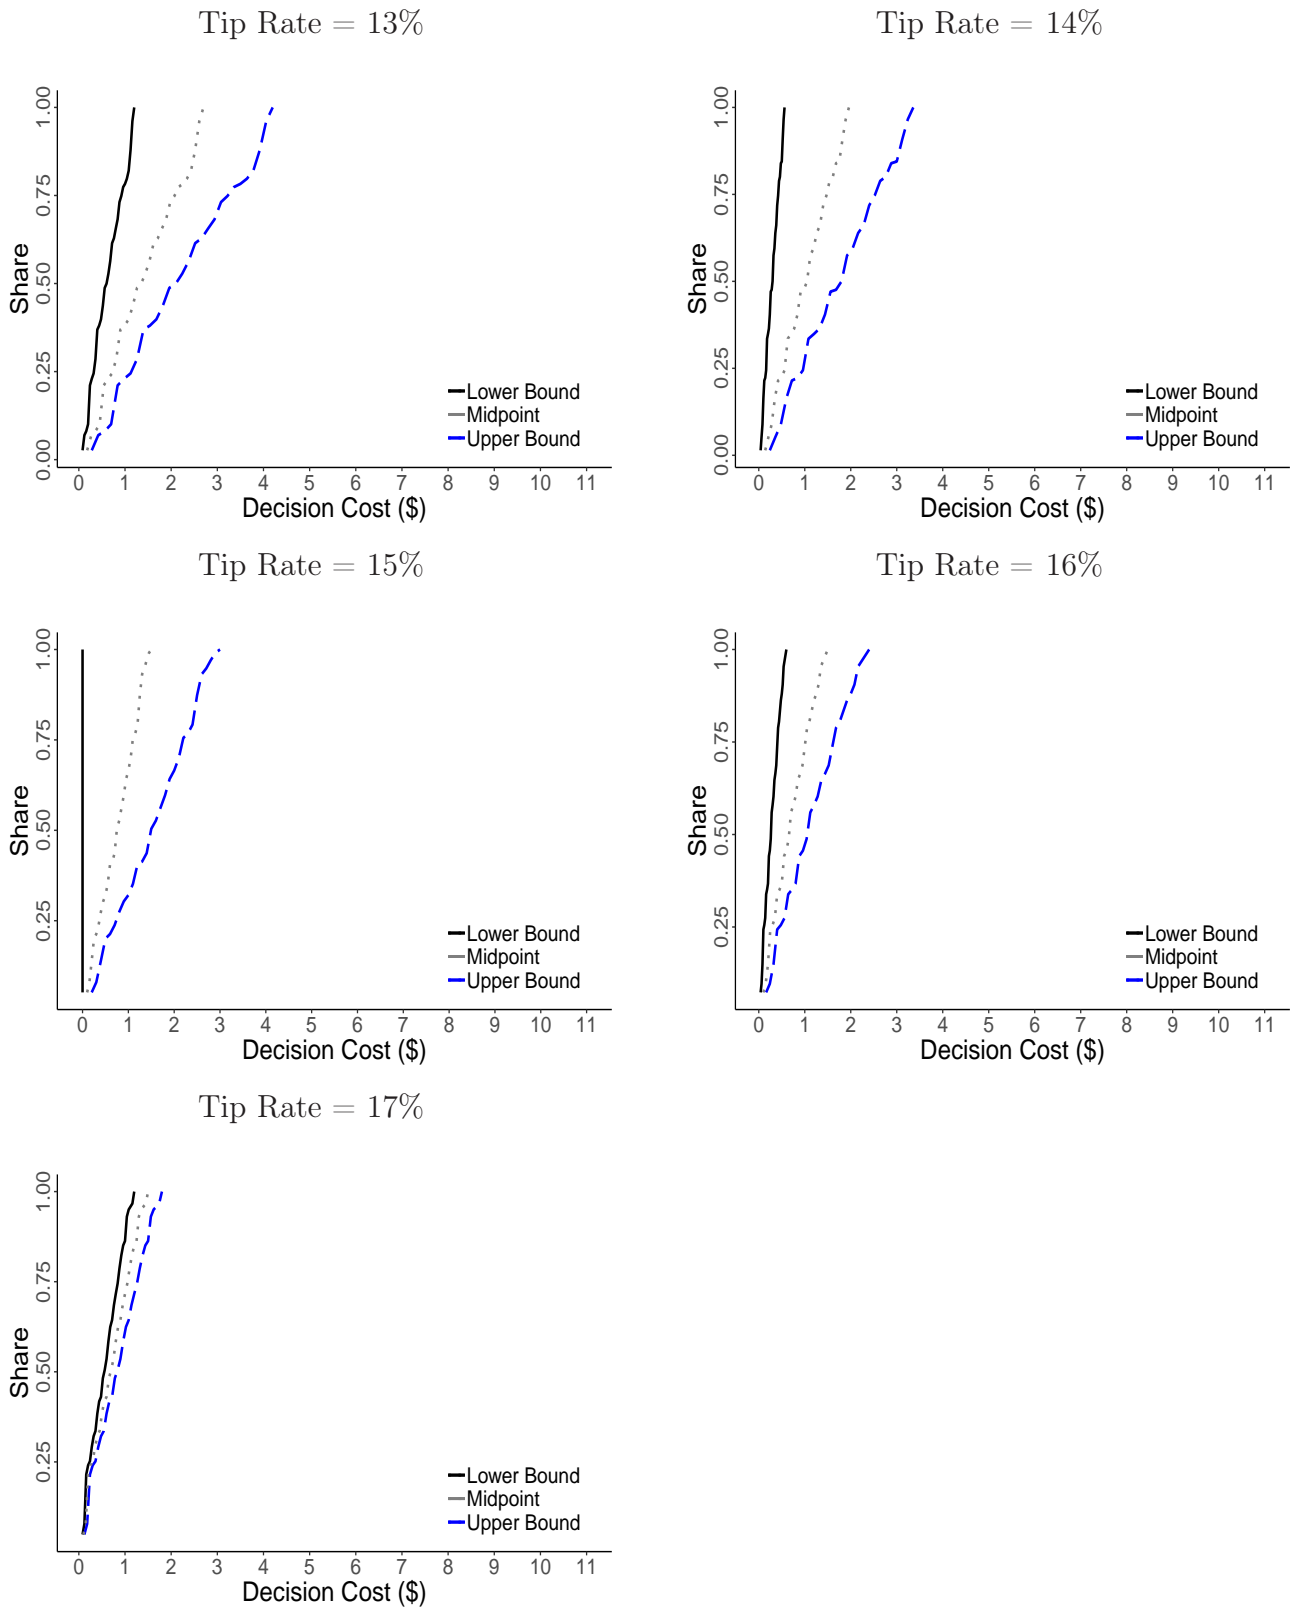 Tip Rate = 13%
1.00
0.75
0.50
0.25
0.00
Share
Lower Bound
Midpoint
Upper Bound
0 1 2 3 4 5 6 7 8 9 10 11
Decision Cost ($)
Tip Rate = 14%
1.00
0.75
0.50
0.25
0.00
Share
Lower Bound
Midpoint
Upper Bound
0 1 2 3 4 5 6 7 8 9 10 11
Decision Cost ($)
Tip Rate = 15%
1.00
0.75
0.50
0.25
Share
Lower Bound
Midpoint
Upper Bound
0 1 2 3 4 5 6 7 8 9 10 11
Decision Cost ($)
Tip Rate = 16%
1.00
0.75
0.50
0.25
Share
Lower Bound
Midpoint
Upper Bound
0 1 2 3 4 5 6 7 8 9 10 11
Decision Cost ($)
Tip Rate = 17%
1.00
0.75
0.50
0.25
Share
Lower Bound
Midpoint
Upper Bound
0 1 2 3 4 5 6 7 8 9 10 11
Decision Cost ($)